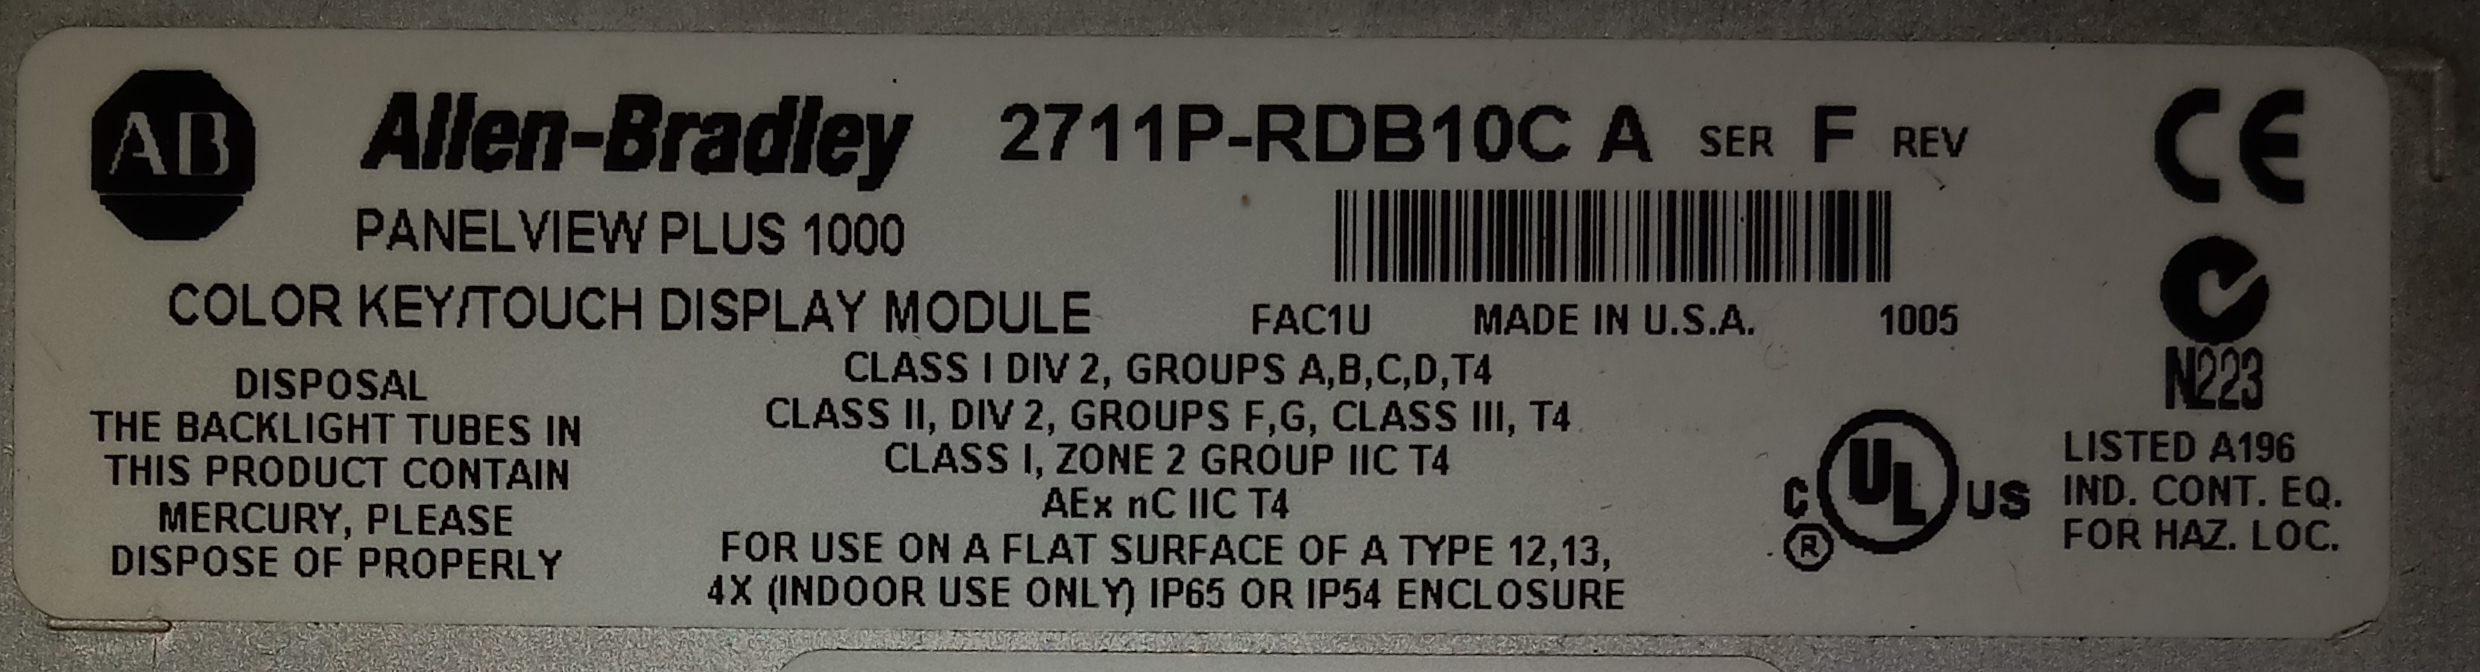 AB Allen-Bradley 2711P-RDB10C A SER F REV CE
PANELVIEW PLUS 1000
COLOR KEY/TOUCH DISPLAY MODULE
FAC1U MADE IN U.S.A. 1005
N223
DISPOSAL
THE BACKLIGHT TUBES IN
THIS PRODUCT CONTAIN
MERCURY, PLEASE
DISPOSE OF PROPERLY
CLASS I DIV 2, GROUPS A,B,C,D,T4
CLASS II, DIV 2, GROUPS F,G, CLASS III, T4
CLASS I, ZONE 2 GROUP IIC T4
AEx nC IIC T4
FOR USE ON A FLAT SURFACE OF A TYPE 12,13,
4X (INDOOR USE ONLY) IP65 OR IP54 ENCLOSURE
C UL US
®
LISTED A196
IND. CONT. EQ.
FOR HAZ. LOC.